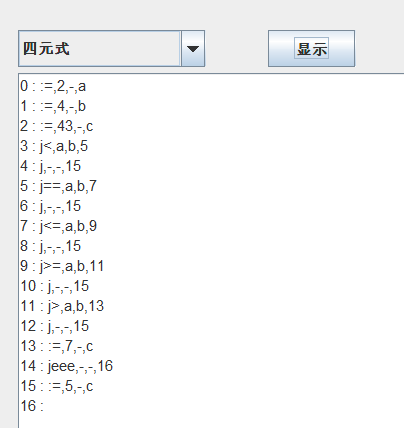 四元式
显示
0 : :=,2,-,a
1 : :=,4,-,b
2 : :=,43,-,c
3 : j<,a,b,5
4 : j,-,-,15
5 : j==,a,b,7
6 : j,-,-,15
7 : j<=,a,b,9
8 : j,-,-,15
9 : j>=,a,b,11
10 : j,-,-,15
11 : j>,a,b,13
12 : j,-,-,15
13 : :=,7,-,c
14 : jeee,-,-,16
15 : :=,5,-,c
16 :